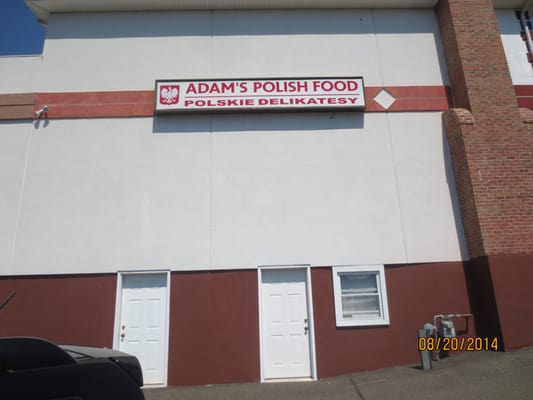 ADAM'S POLISH FOOD
POLSKIE DELIKATESY
08/20/2014